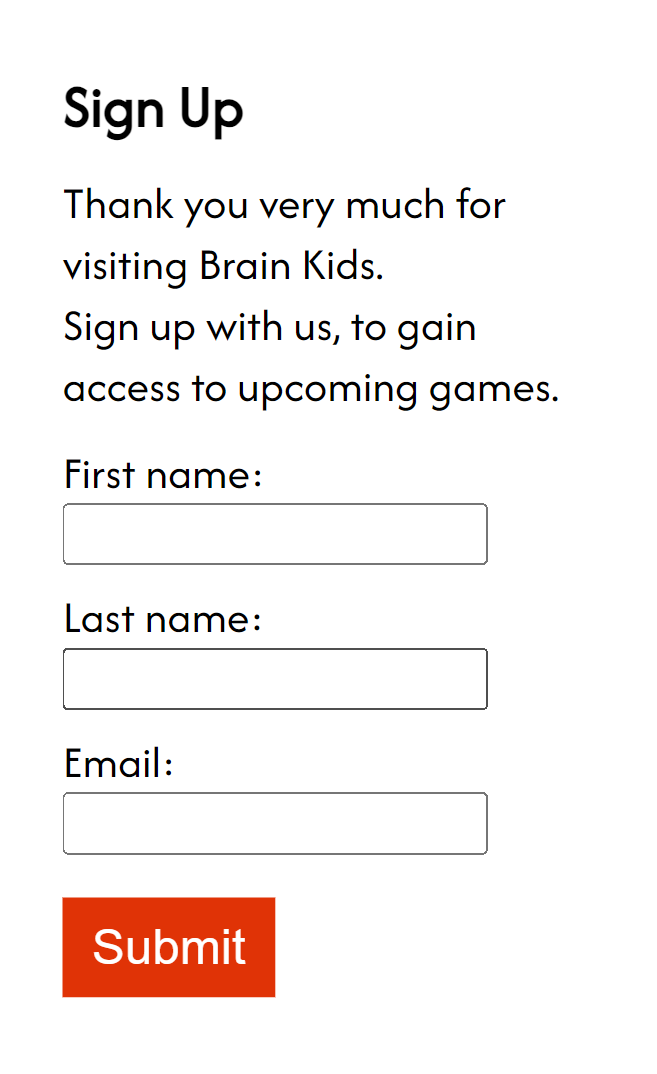 Sign Up
Thank you very much for
visiting Brain Kids.
Sign up with us, to gain
access to upcoming games.
First name:
Last name:
Email:
Submit